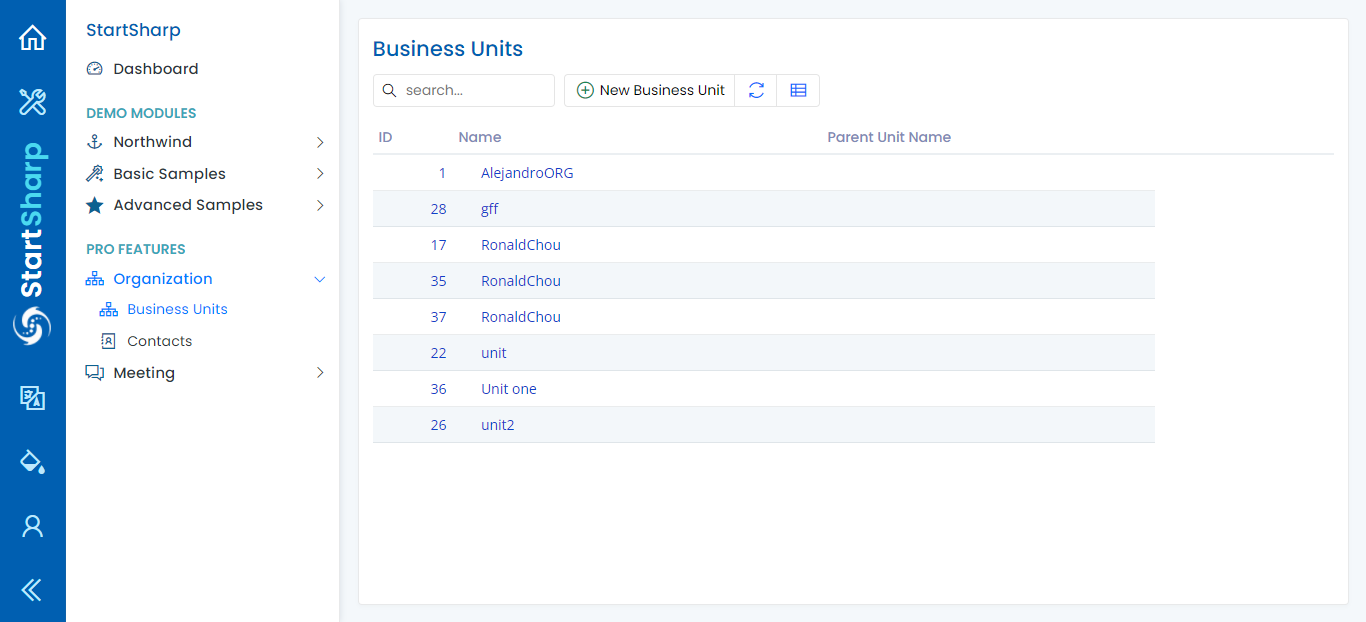 StartSharp
StartSharp
Dashboard
DEMO MODULES
Northwind
Basic Samples
Advanced Samples
PRO FEATURES
Organization
Business Units
Contacts
Meeting
Business Units
search...
New Business Unit
ID Name Parent Unit Name
1 AlejandroORG
28 gff
17 RonaldChou
35 RonaldChou
37 RonaldChou
22 unit
36 Unit one
26 unit2